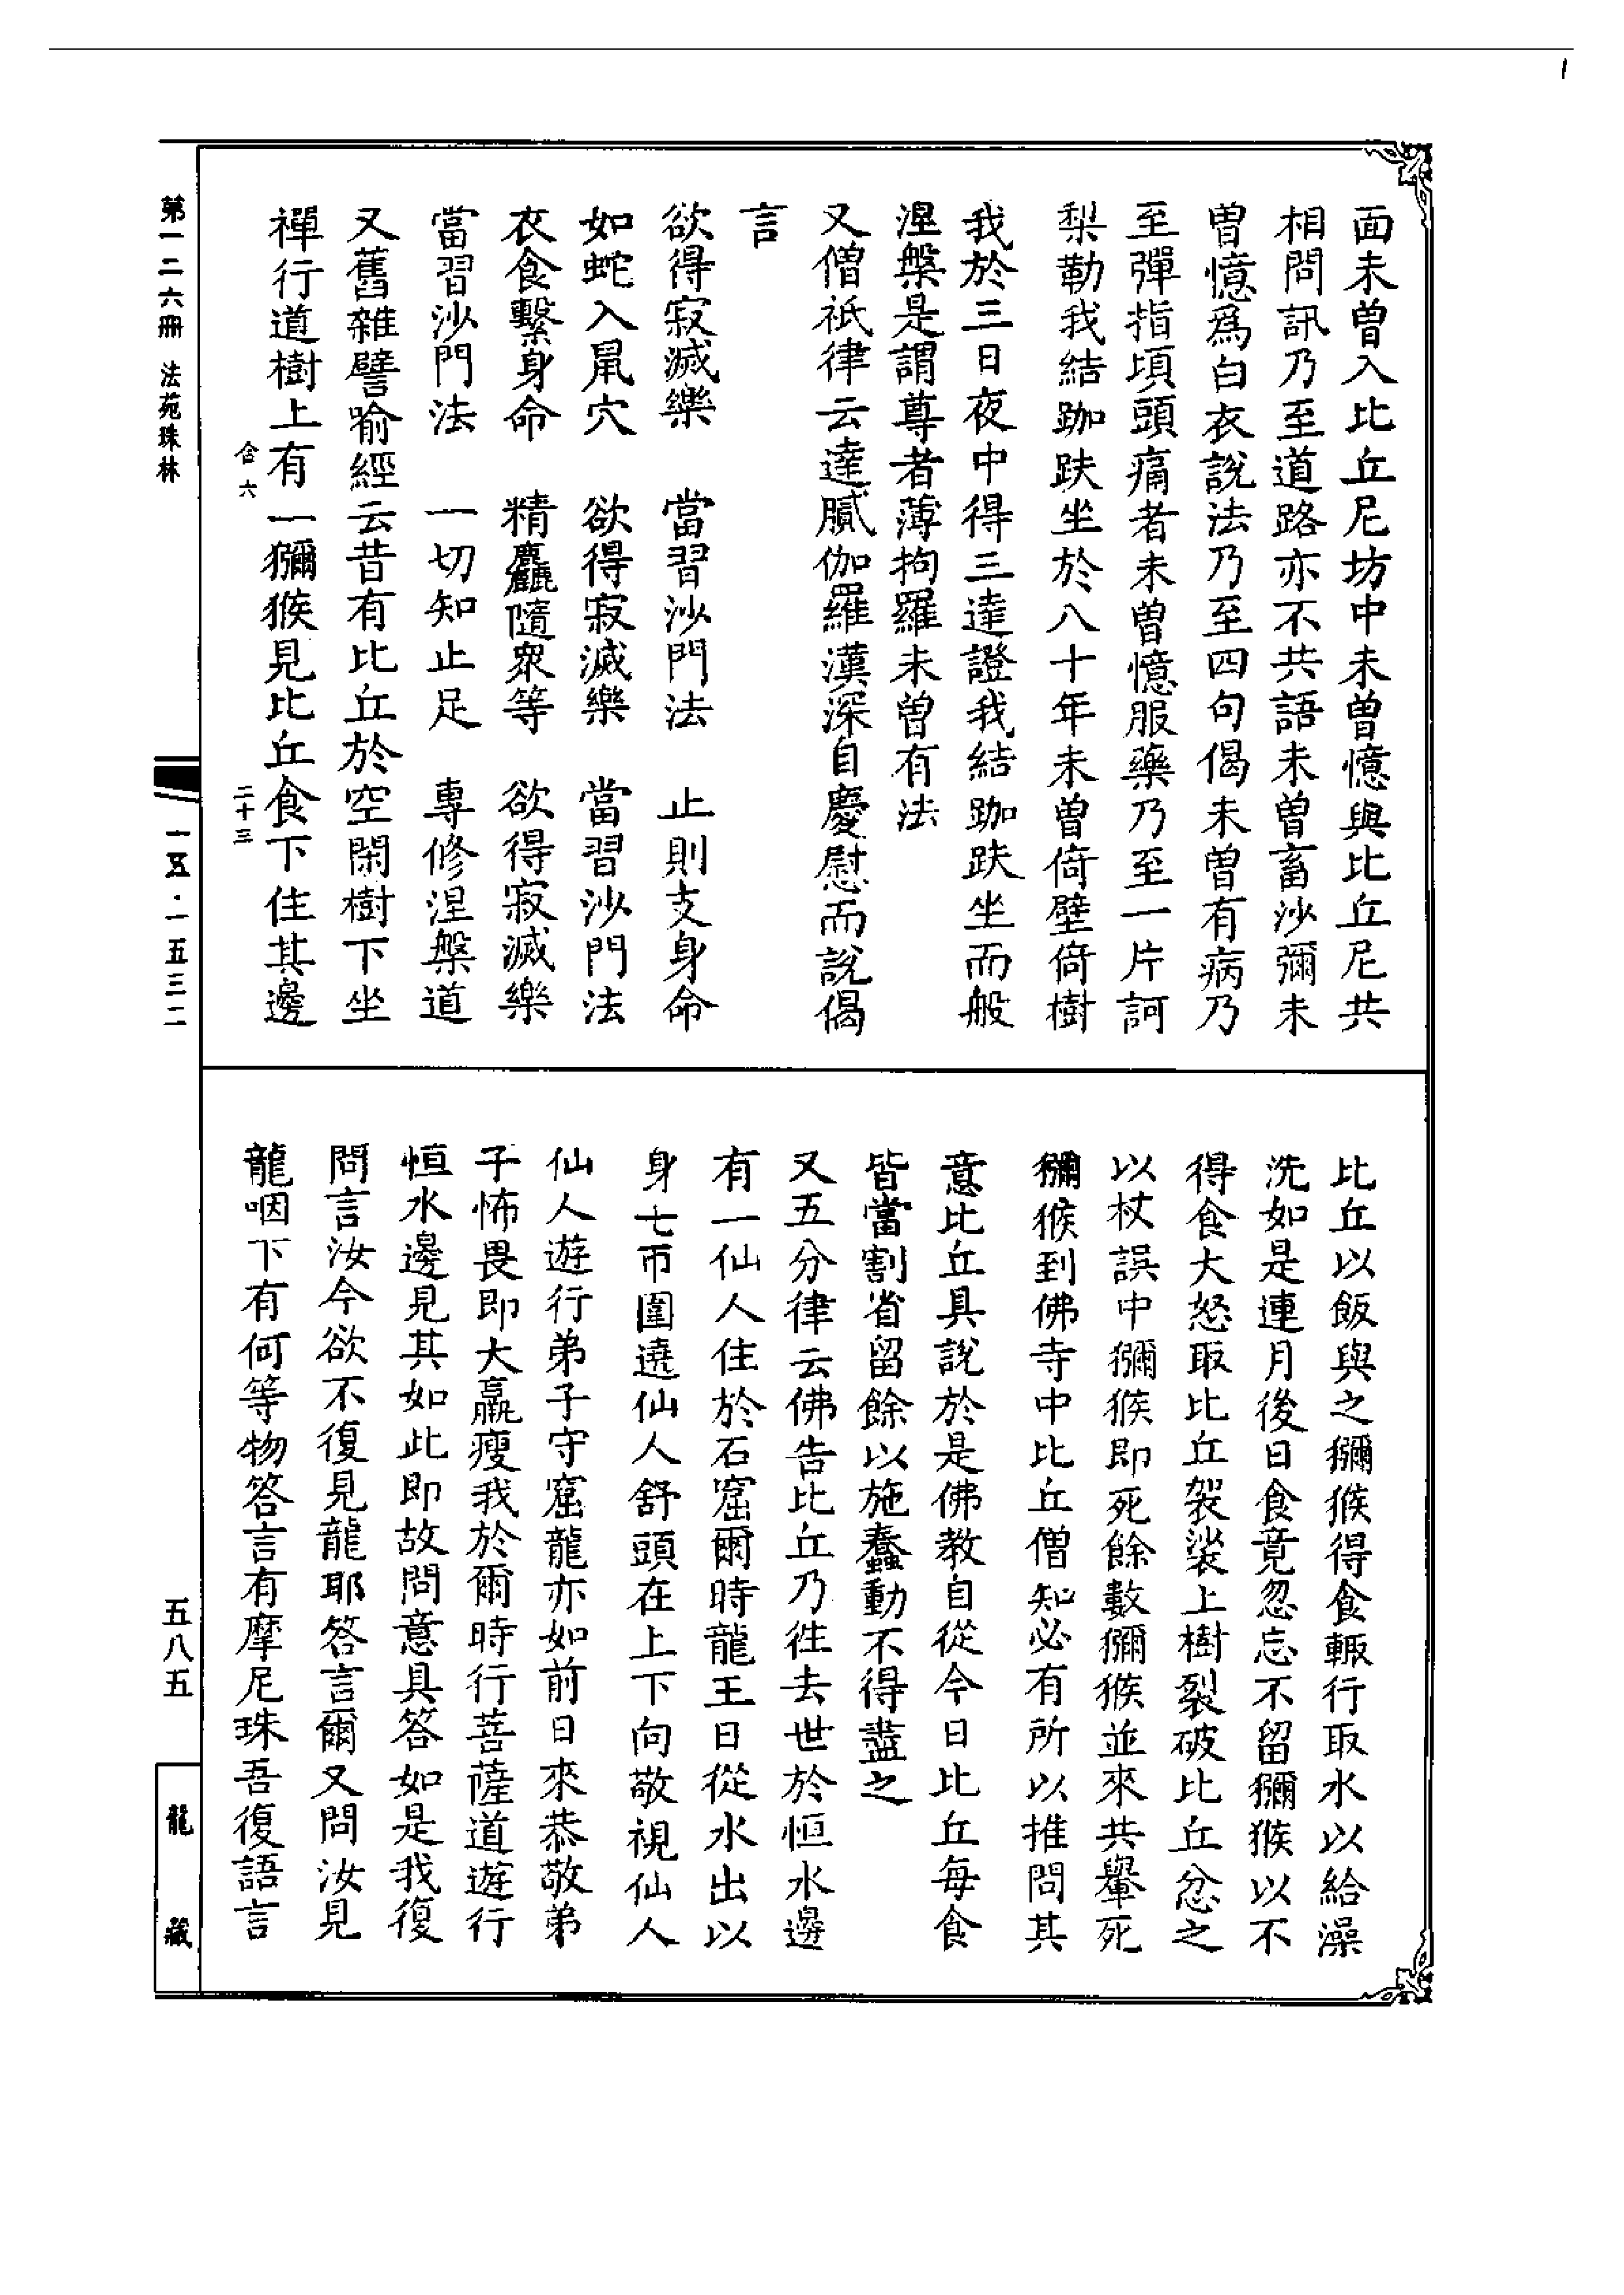 1
面未曾入比丘尼坊中未曾憶與比丘尼共
相問訊乃至道路亦不共語未曾畜沙彌未
曾憶爲白衣說法乃至四句偈未曾有病乃
至彈指頃頭痛者未曾憶服藥乃至一片訶
梨勒我結跏趺坐於八十年未曾倚壁倚樹
我於三日夜中得三達證我結跏趺坐而般
涅槃是謂尊者薄拘羅未曾有法
又僧祇律云達膩伽羅漢深自慶慰而說偈
言
欲得寂滅樂　當習沙門法　止則支身命
如蛇入鼠穴　欲得寂滅樂　當習沙門法
衣食繫身命　精麤隨眾等　欲得寂滅樂
當習沙門法　一切知止足　專修涅槃道
又舊雜譬喻經云昔有比丘於空閑樹下坐
禪行道樹上有一獼猴見比丘食下住其邊
合六　二十三
比丘以飯與之獼猴得食輙行取水以給澡
洗如是連月後日食竟忽忘不留獼猴以不
得食大怒取比丘袈裟上樹裂破比丘忿之
以杖誤中獼猴即死餘數獼猴並來共轝死
獼猴到佛寺中比丘僧知必有所以推問其
意比丘具說於是佛教自從今日比丘每食
皆當割省留餘以施蠢動不得盡之
又五分律云佛告比丘乃徃去世於恒水邊
有一仙人住於石窟爾時龍王日從水出以
身七帀圍遶仙人舒頭在上下向敬視仙人
仙人遊行弟子守窟龍亦如前日來恭敬弟
子怖畏即大羸瘦我於爾時行菩薩道遊行
恒水邊見其如此即故問意具答如是我復
問言汝今欲不復見龍耶答言爾又問汝見
龍咽下有何等物答言有摩尼珠吾復語言
第一二六冊　法苑珠林
一五·一五三二
五八五
龍藏